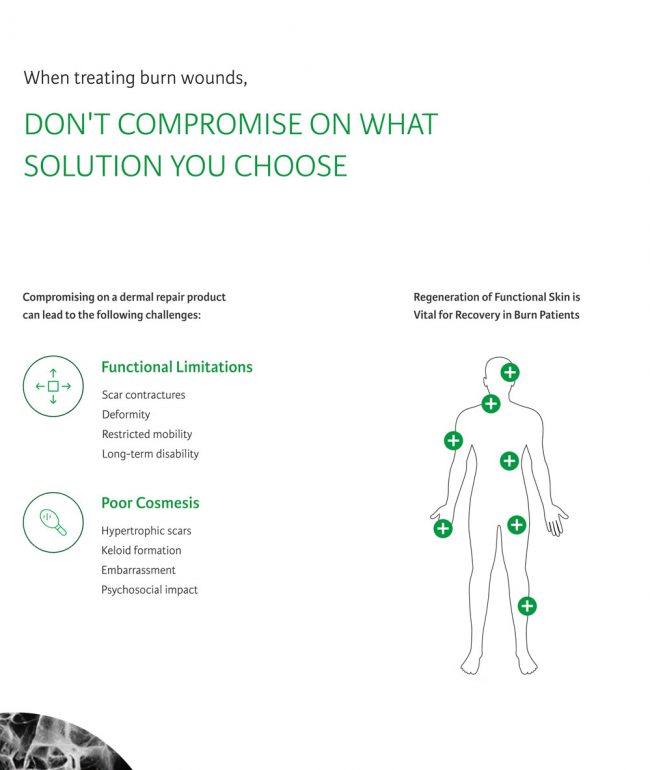 When treating burn wounds,
DON'T COMPROMISE ON WHAT
SOLUTION YOU CHOOSE
Compromising on a dermal repair product
can lead to the following challenges:
Functional Limitations
Scar contractures
Deformity
Restricted mobility
Long-term disability
Poor Cosmesis
Hypertrophic scars
Keloid formation
Embarrassment
Psychosocial impact
Regeneration of Functional Skin is
Vital for Recovery in Burn Patients